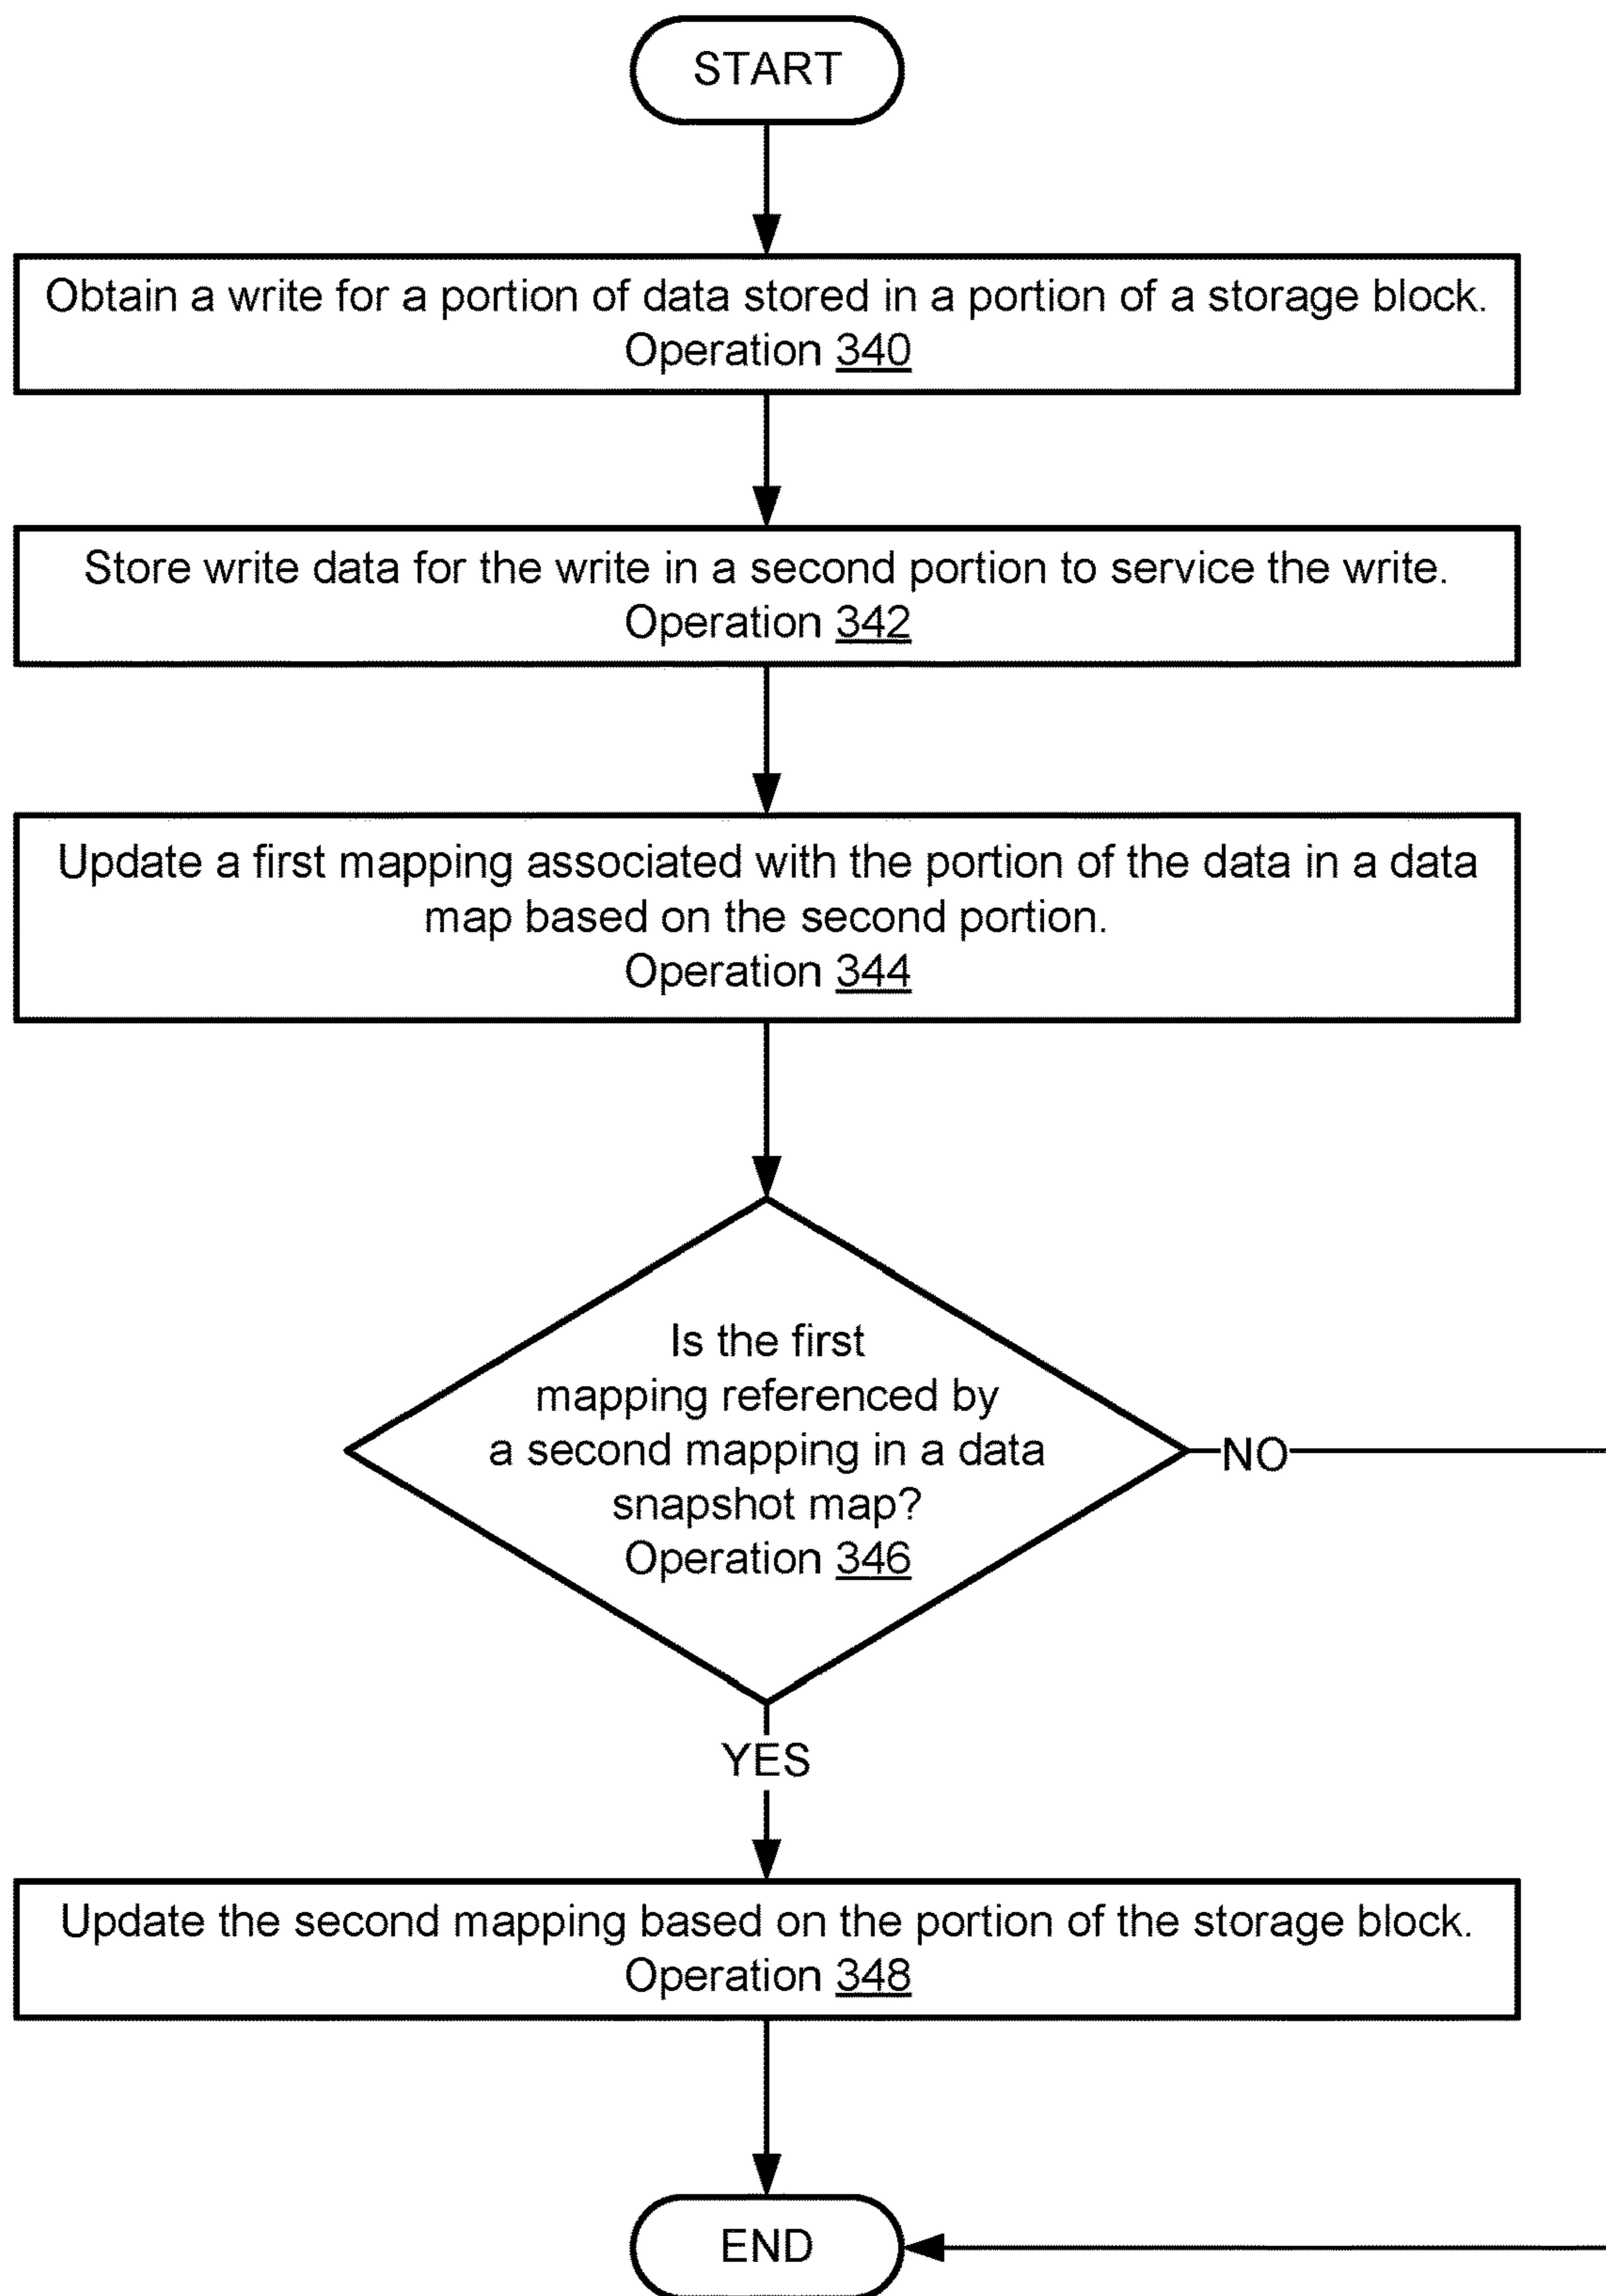 START
Obtain a write for a portion of data stored in a portion of a storage block.
Operation 340
Store write data for the write in a second portion to service the write.
Operation 342
Update a first mapping associated with the portion of the data in a data
map based on the second portion.
Operation 344
Is the first
mapping referenced by
a second mapping in a data
snapshot map?
Operation 346
NO
YES
Update the second mapping based on the portion of the storage block.
Operation 348
END